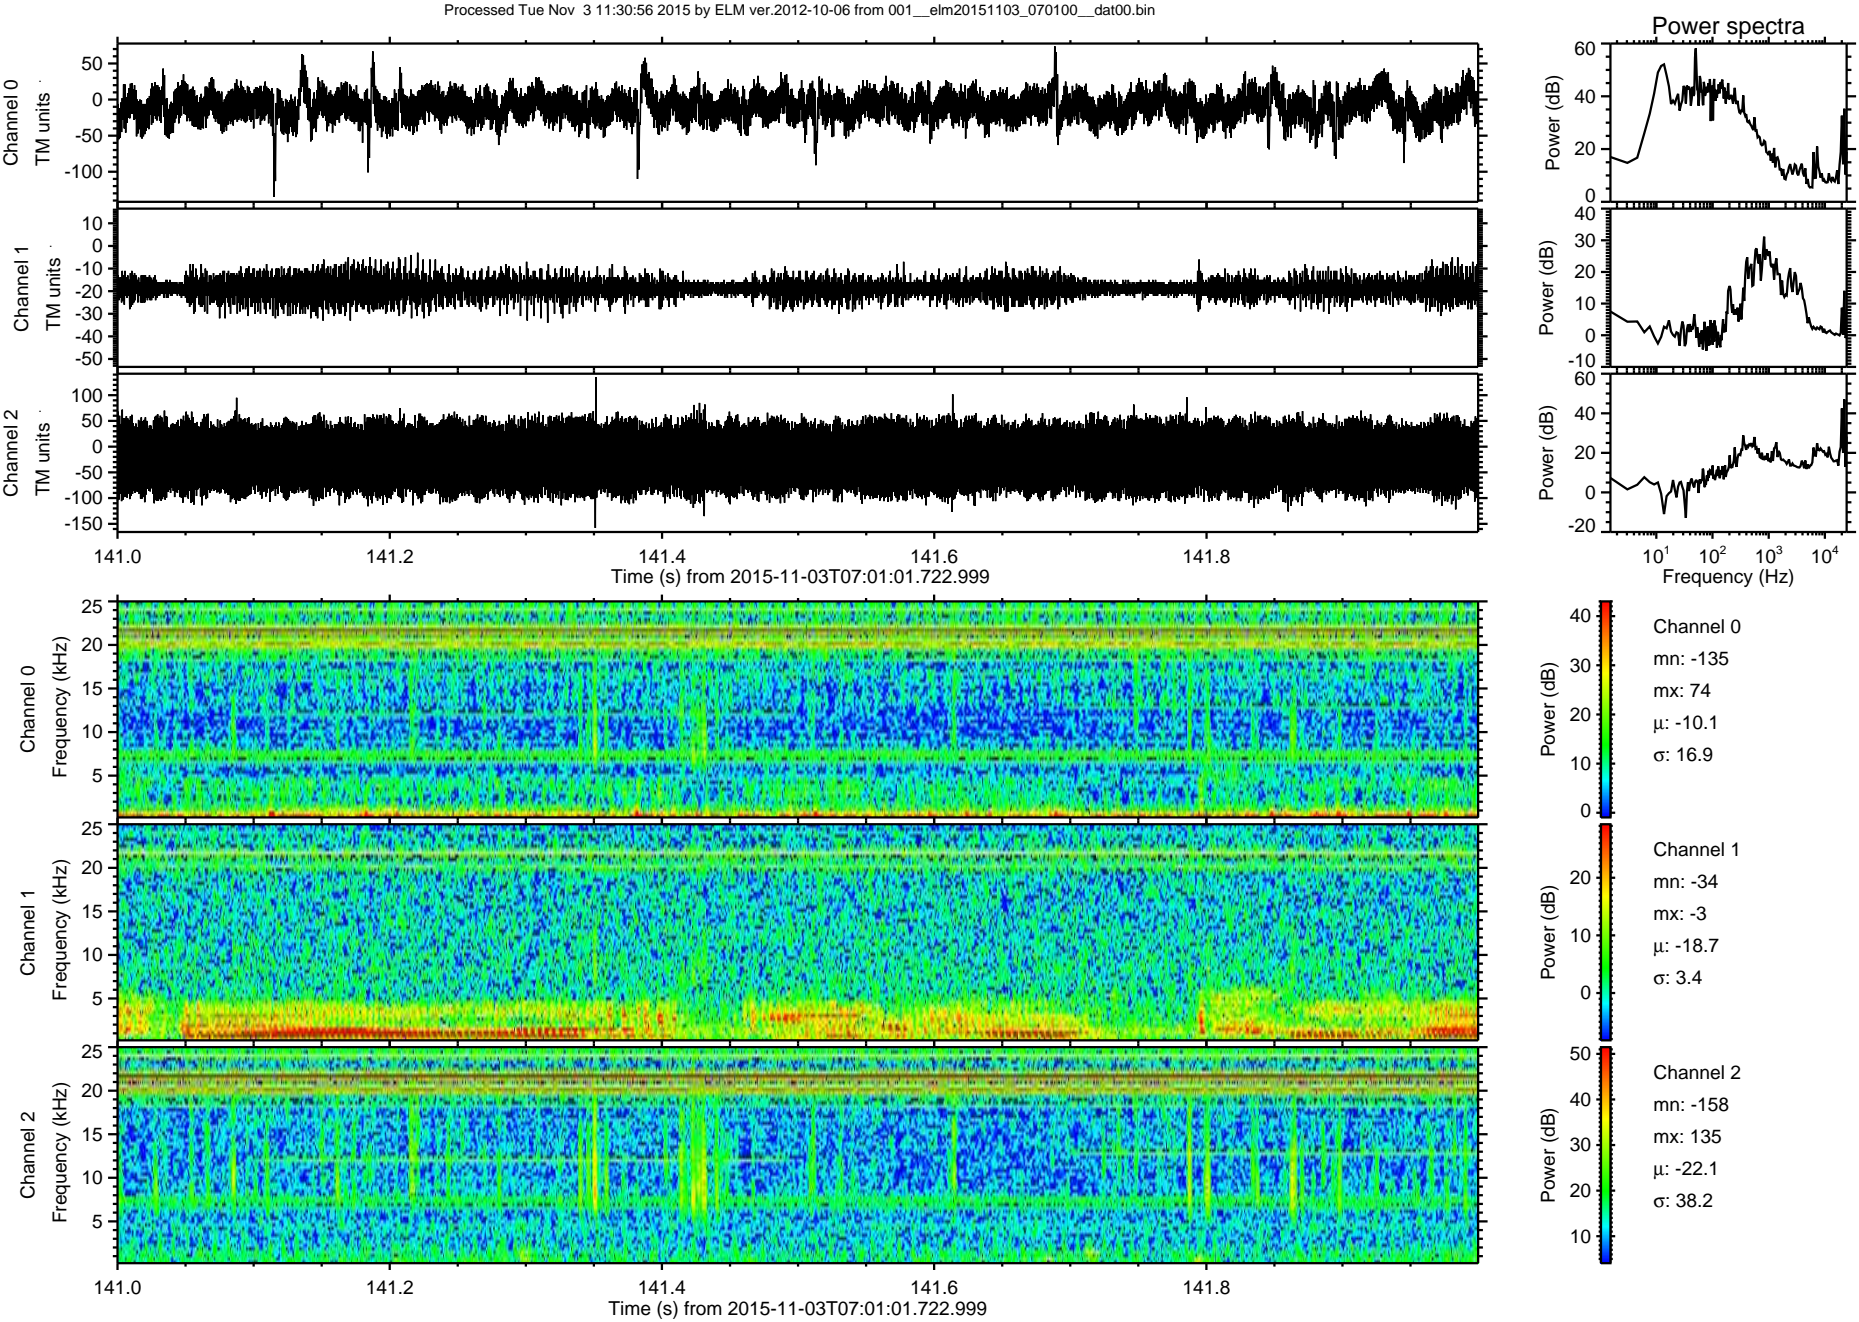 Processed Tue Nov  3 11:30:56 2015 by ELM ver.2012-10-06 from 001__elm20151103_070100__dat00.bin
Power spectra
Channel 0
TM units
50
0
-50
-100
Power (dB)
60
40
20
0
Channel 1
TM units
10
0
-10
-20
-30
-40
-50
Power (dB)
40
30
20
10
0
-10
Channel 2
TM units
100
50
0
-50
-100
-150
Power (dB)
60
40
20
0
-20
141.0 141.2 141.4 141.6 141.8
Time (s) from 2015-11-03T07:01:01.722.999
10¹ 10² 10³ 10⁴
Frequency (Hz)
Channel 0
Frequency (kHz)
25
20
15
10
5
Power (dB)
40
30
20
10
0
Channel 0
mn: -135
mx: 74
μ: -10.1
σ: 16.9
Channel 1
Frequency (kHz)
25
20
15
10
5
Power (dB)
20
10
0
Channel 1
mn: -34
mx: -3
μ: -18.7
σ: 3.4
Channel 2
Frequency (kHz)
25
20
15
10
5
Power (dB)
50
40
30
20
10
Channel 2
mn: -158
mx: 135
μ: -22.1
σ: 38.2
141.0 141.2 141.4 141.6 141.8
Time (s) from 2015-11-03T07:01:01.722.999